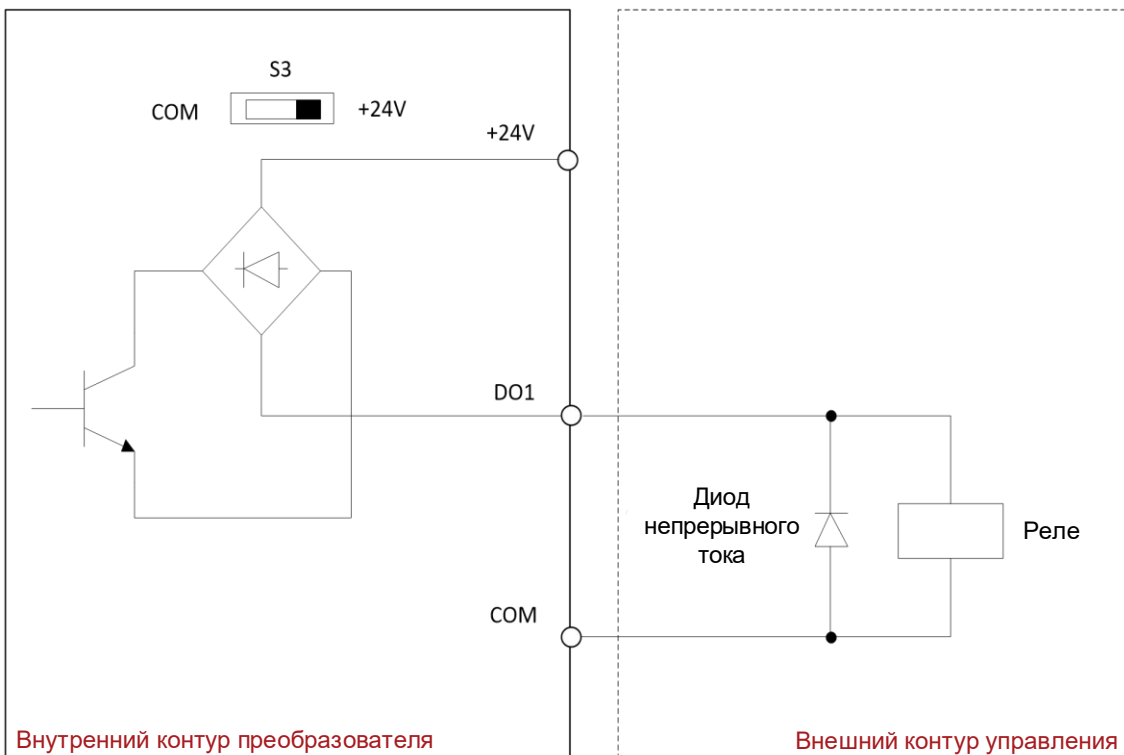 S3
COM
+24V
+24V
DO1
Диод
непрерывного
тока
Реле
COM
Внутренний контур преобразователя
Внешний контур управления